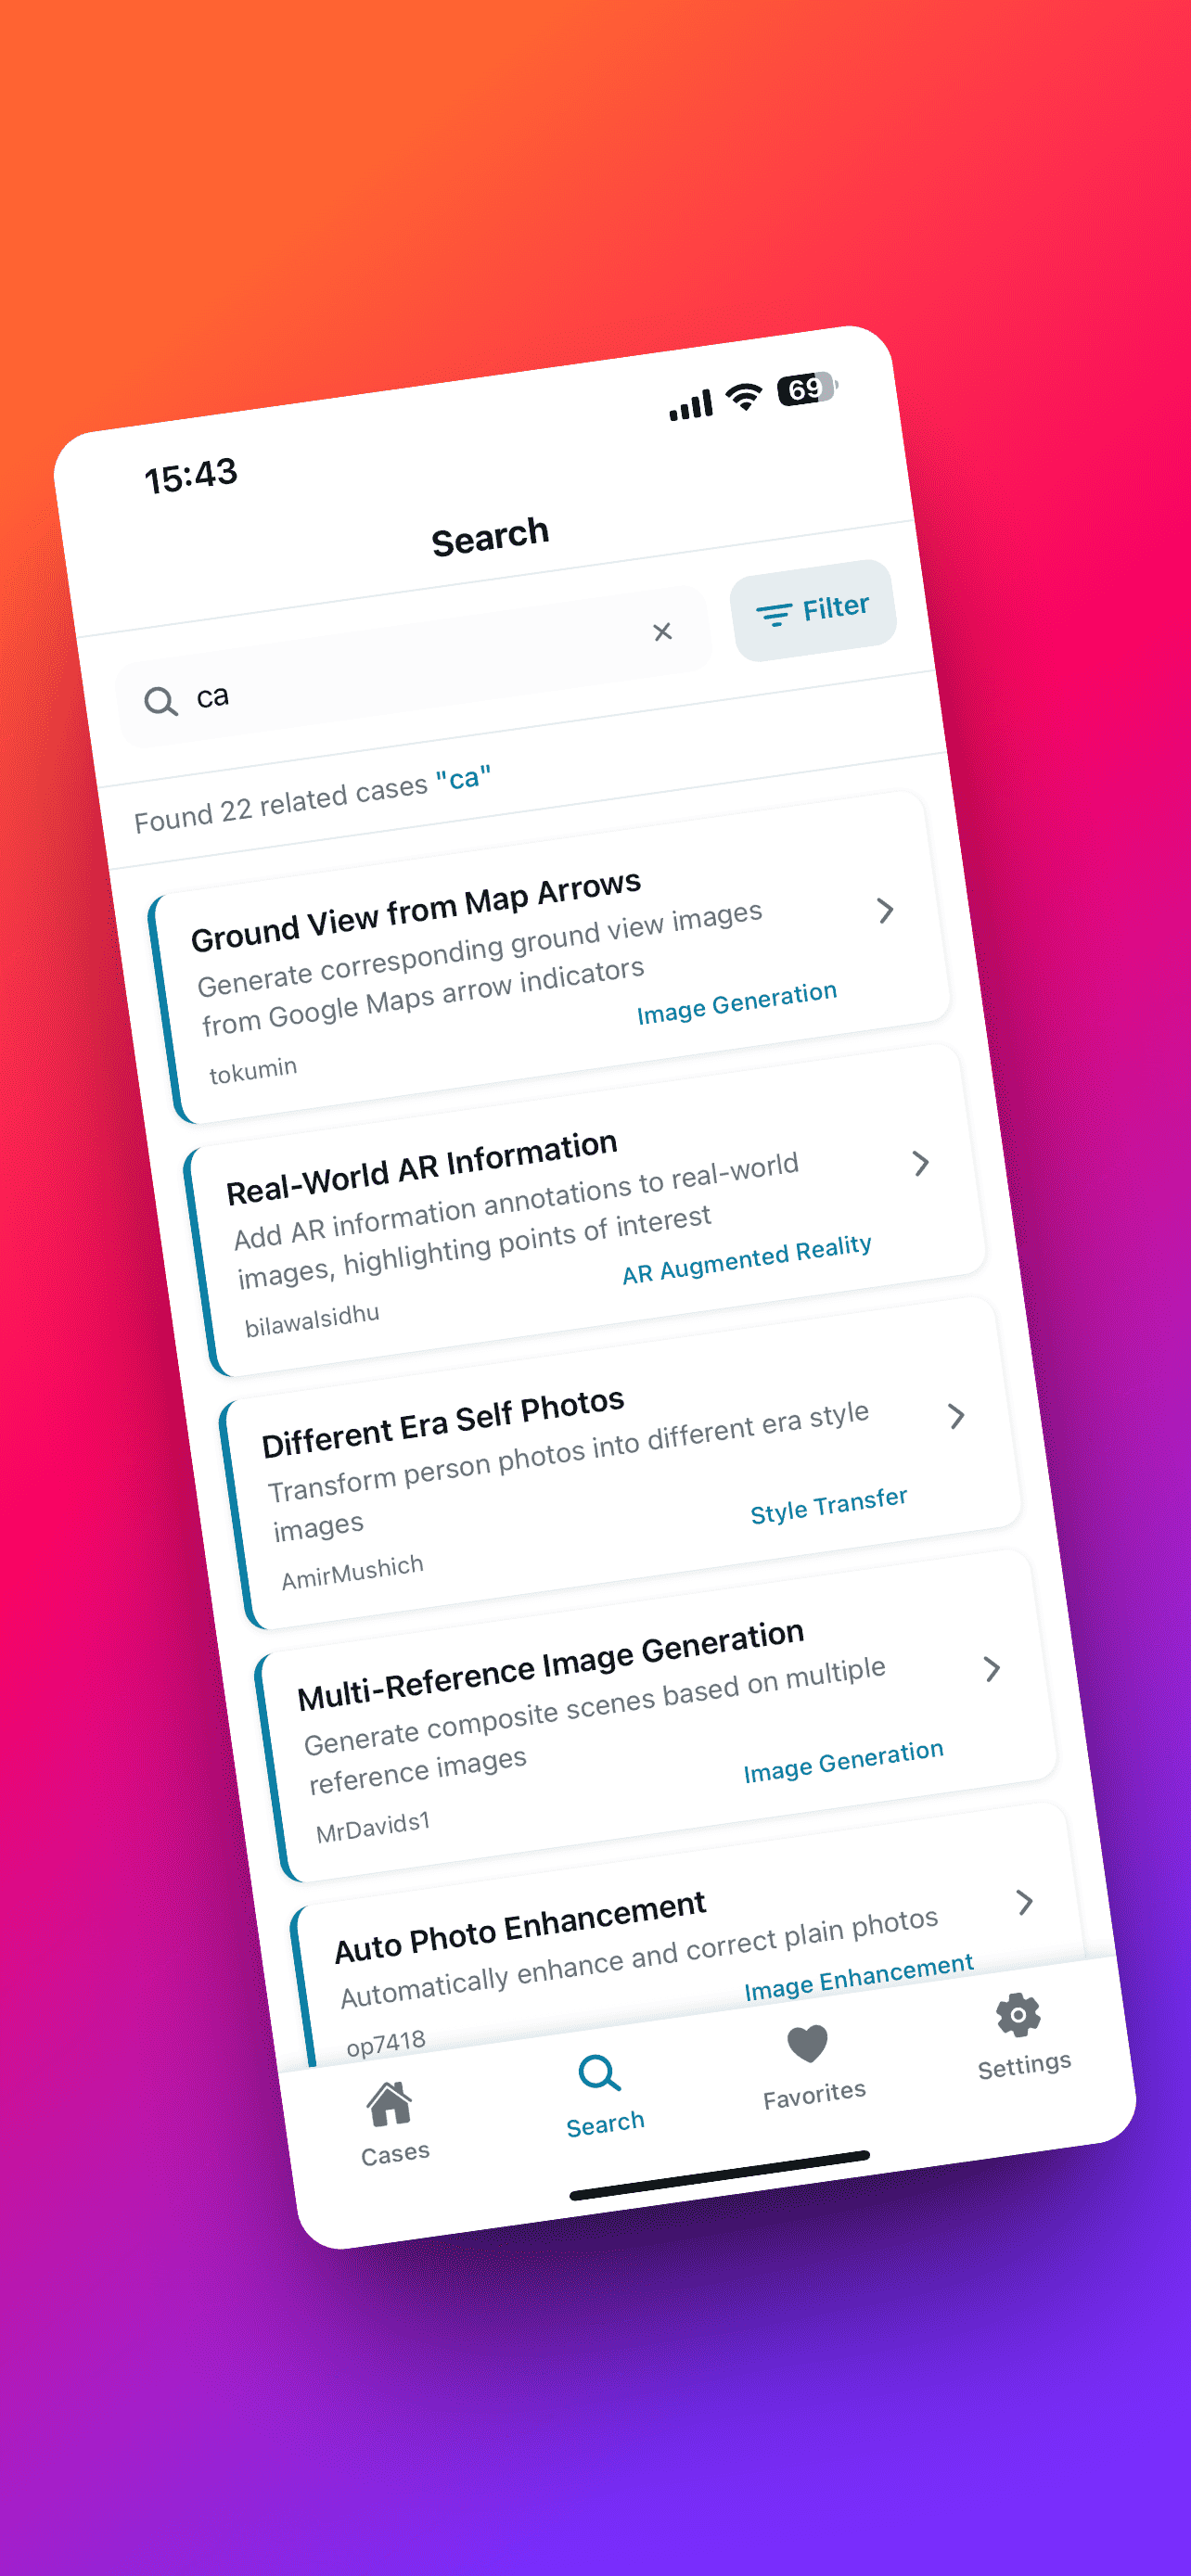 15:43
69
Search
ca
Filter
Found 22 related cases "ca"
Ground View from Map Arrows
Generate corresponding ground view images
from Google Maps arrow indicators
tokumin
Image Generation
Real-World AR Information
Add AR information annotations to real-world
images, highlighting points of interest
bilawalsidhu
AR Augmented Reality
Different Era Self Photos
Transform person photos into different era style
images
AmirMushich
Style Transfer
Multi-Reference Image Generation
Generate composite scenes based on multiple
reference images
MrDavids1
Image Generation
Auto Photo Enhancement
Automatically enhance and correct plain photos
op7418
Image Enhancement
Cases
Search
Favorites
Settings